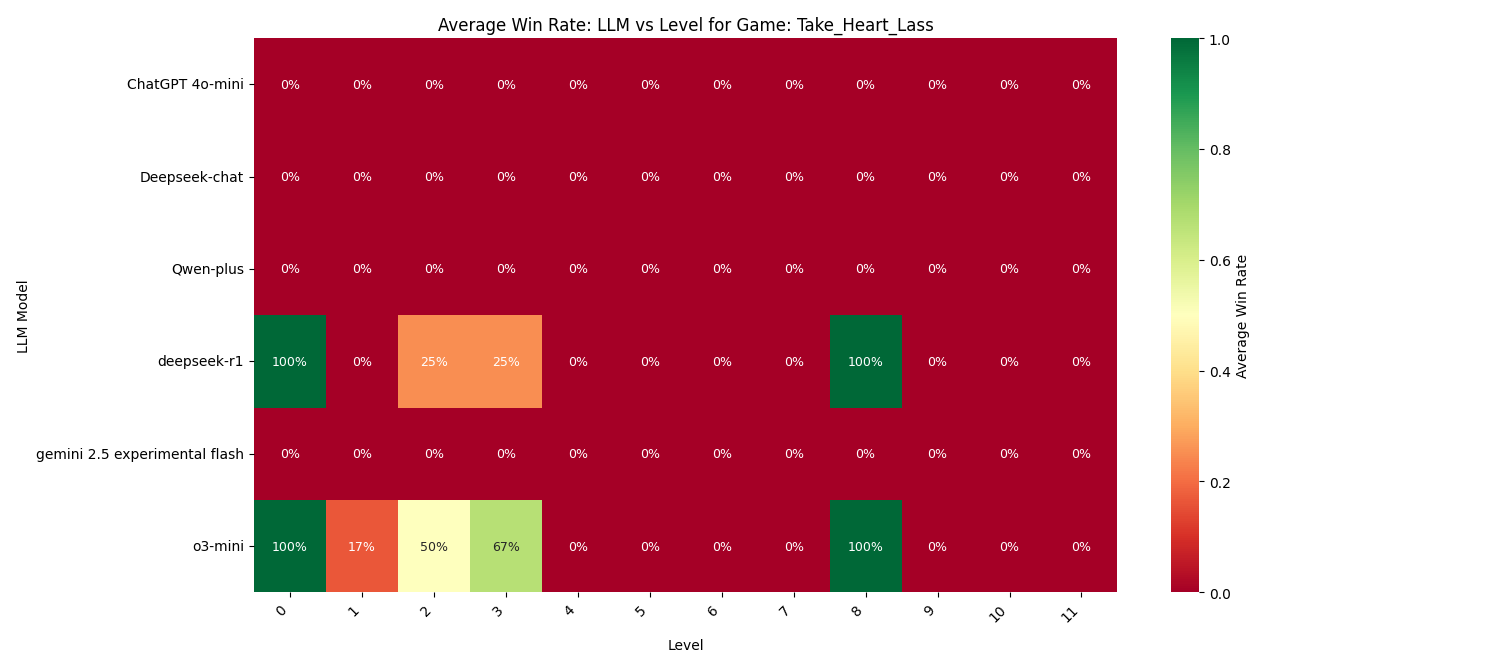 Average Win Rate: LLM vs Level for Game: Take_Heart_Lass
LLM Model
ChatGPT 4o-mini 0% 0% 0% 0% 0% 0% 0% 0% 0% 0% 0% 0%
Deepseek-chat 0% 0% 0% 0% 0% 0% 0% 0% 0% 0% 0% 0%
Qwen-plus 0% 0% 0% 0% 0% 0% 0% 0% 0% 0% 0% 0%
deepseek-r1 100% 0% 25% 25% 0% 0% 0% 0% 100% 0% 0% 0%
gemini 2.5 experimental flash 0% 0% 0% 0% 0% 0% 0% 0% 0% 0% 0% 0%
o3-mini 100% 17% 50% 67% 0% 0% 0% 0% 100% 0% 0% 0%
0 1 2 3 4 5 6 7 8 9 10 11
Level
1.0
0.8
0.6
0.4
0.2
0.0
Average Win Rate